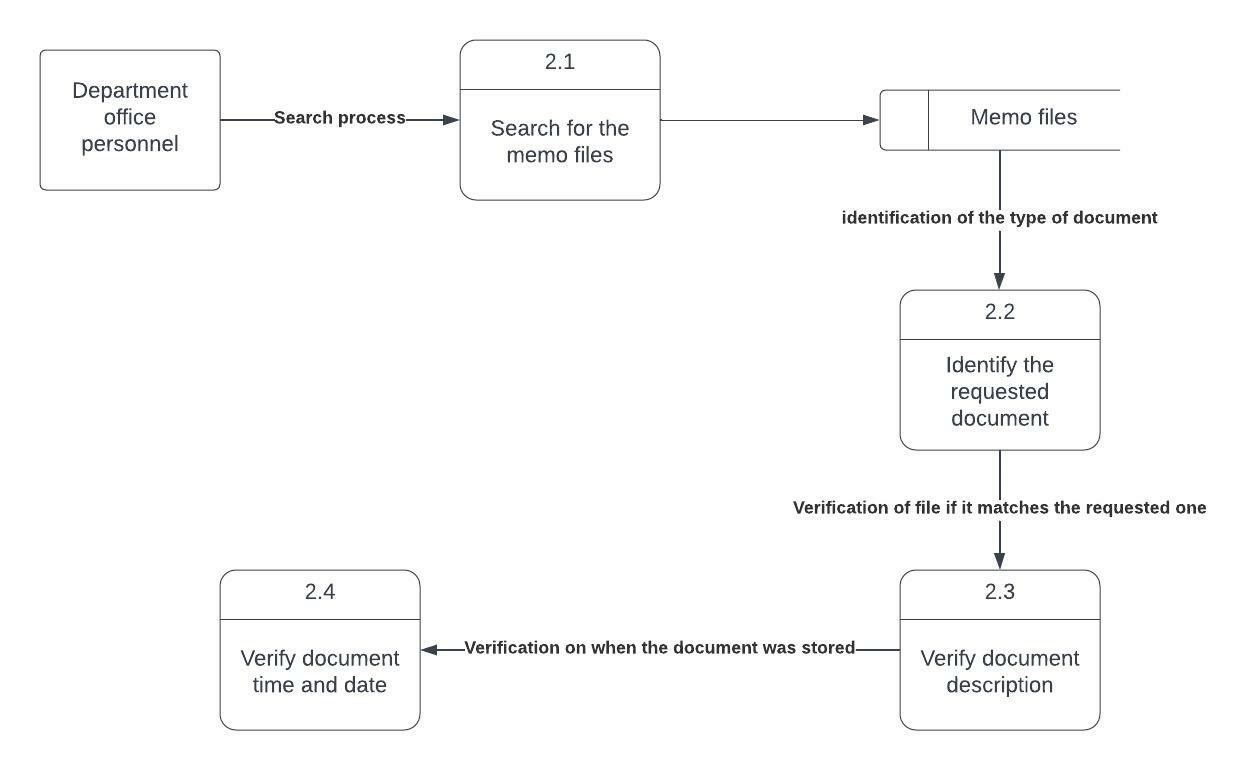 Department
office
personnel
Search process
2.1
Search for the
memo files
Memo files
identification of the type of document
2.2
Identify the
requested
document
Verification of file if it matches the requested one
2.3
Verify document
description
Verification on when the document was stored
2.4
Verify document
time and date